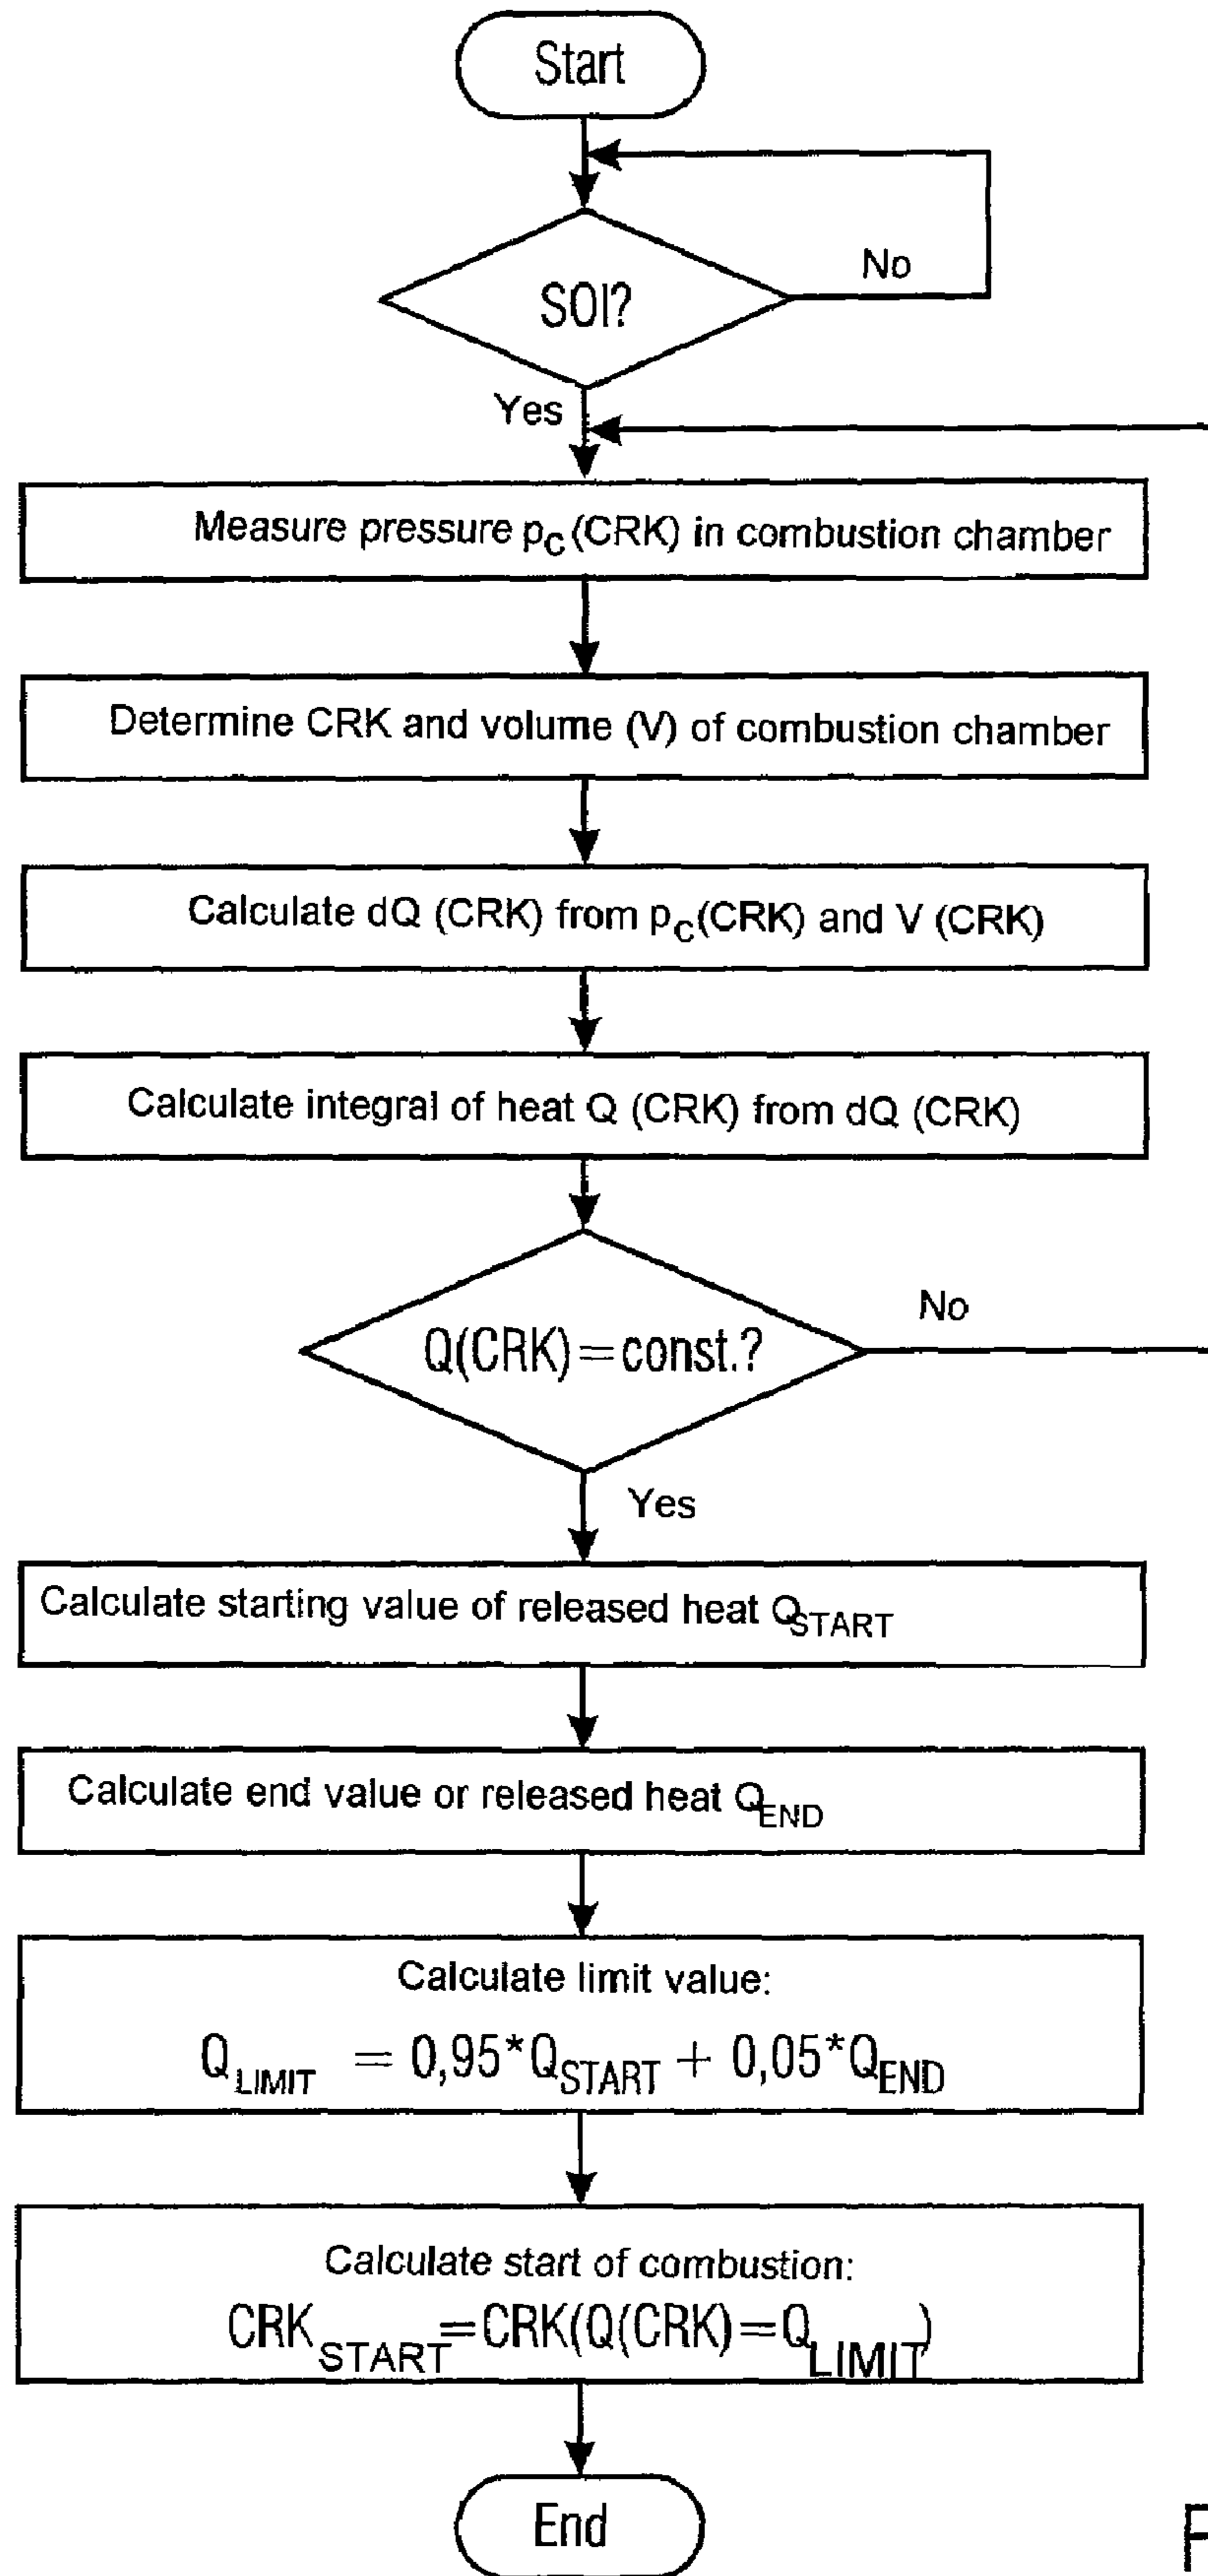 Start
SOI?
No
Yes
Measure pressure pC(CRK) in combustion chamber
Determine CRK and volume (V) of combustion chamber
Calculate dQ (CRK) from pC(CRK) and V (CRK)
Calculate integral of heat Q (CRK) from dQ (CRK)
No
Q(CRK)=const.?
Yes
Calculate starting value of released heat QSTART
Calculate end value or released heat QEND
Calculate limit value:
QLIMIT = 0,95*QSTART + 0,05*QEND
Calculate start of combustion:
CRKSTART=CRK(Q(CRK)=QLIMIT)
End